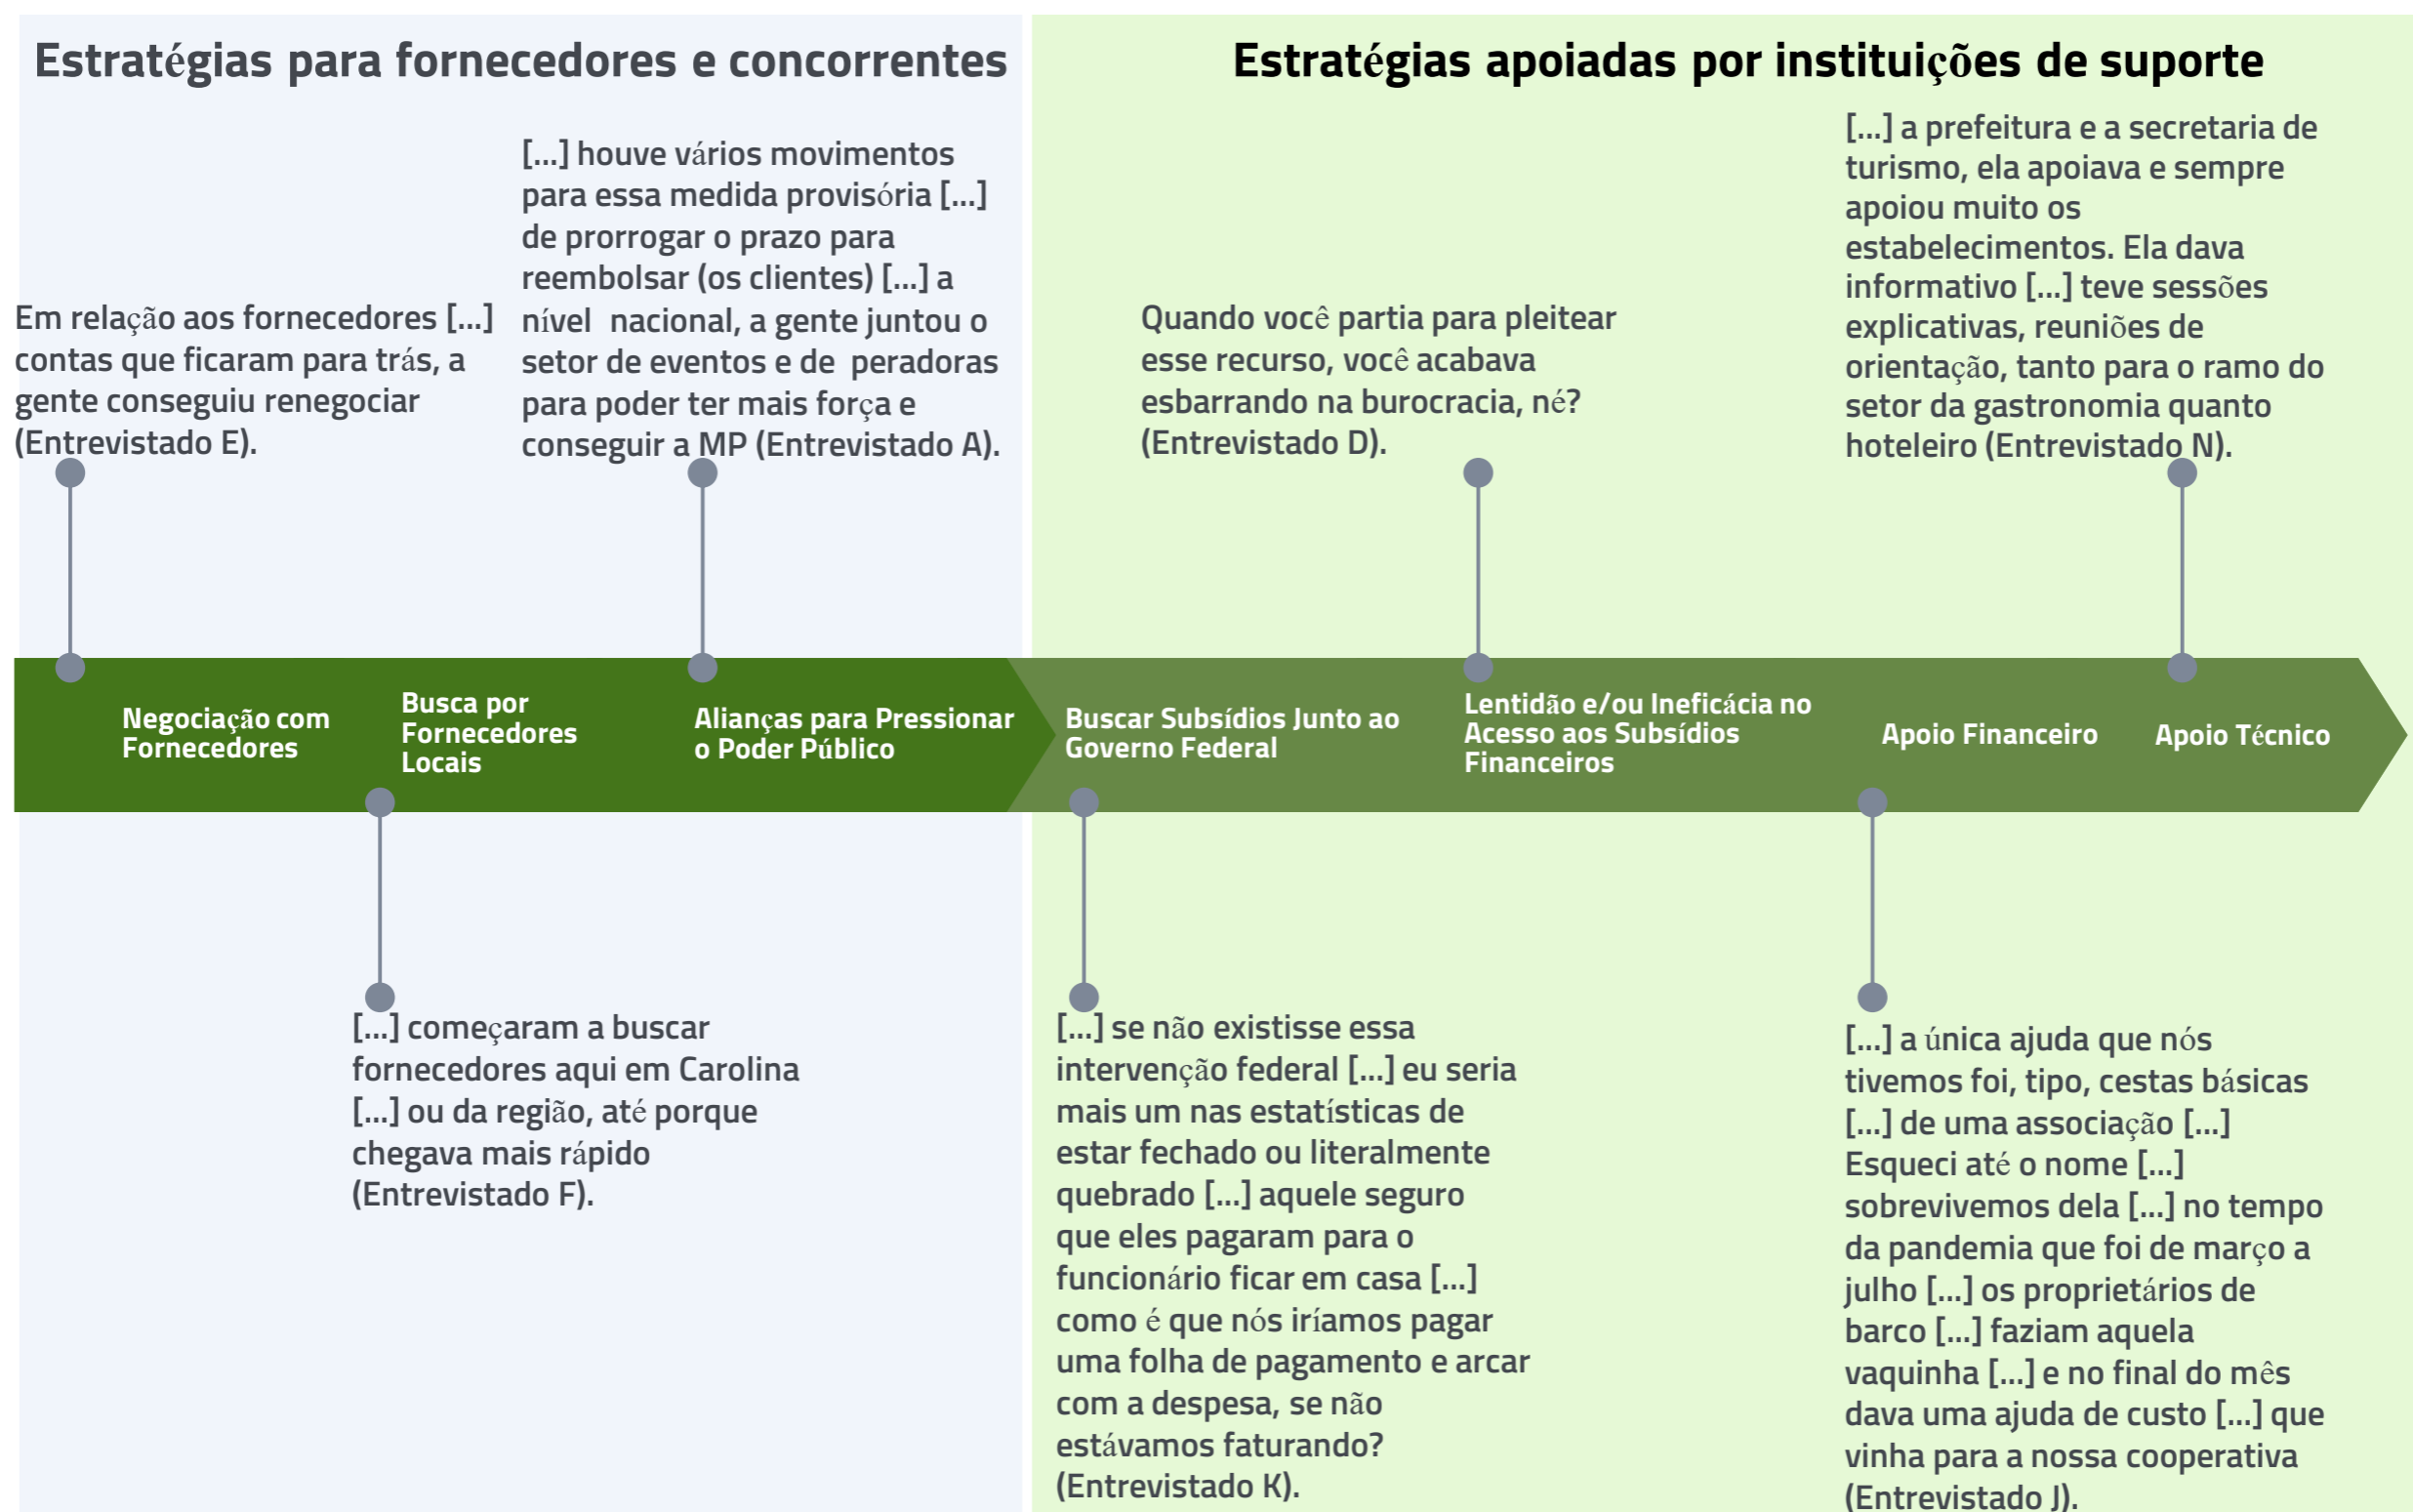 Estratégias para fornecedores e concorrentes
Estratégias apoiadas por instituições de suporte
Em relação aos fornecedores [...]
contas que ficaram para trás, a
gente conseguiu renegociar
(Entrevistado E).
[...] houve vários movimentos
para essa medida provisória [...]
de prorrogar o prazo para
reembolsar (os clientes) [...] a
nível  nacional, a gente juntou o
setor de eventos e de  peradoras
para poder ter mais força e
conseguir a MP (Entrevistado A).
Quando você partia para pleitear
esse recurso, você acabava
esbarrando na burocracia, né?
(Entrevistado D).
[...] a prefeitura e a secretaria de
turismo, ela apoiava e sempre
apoiou muito os
estabelecimentos. Ela dava
informativo [...] teve sessões
explicativas, reuniões de
orientação, tanto para o ramo do
setor da gastronomia quanto
hoteleiro (Entrevistado N).
Negociação com
Fornecedores
Busca por
Fornecedores
Locais
Alianças para Pressionar
o Poder Público
Buscar Subsídios Junto ao
Governo Federal
Lentidão e/ou Ineficácia no
Acesso aos Subsídios
Financeiros
Apoio Financeiro
Apoio Técnico
[...] começaram a buscar
fornecedores aqui em Carolina
[...] ou da região, até porque
chegava mais rápido
(Entrevistado F).
[...] se não existisse essa
intervenção federal [...] eu seria
mais um nas estatísticas de
estar fechado ou literalmente
quebrado [...] aquele seguro
que eles pagaram para o
funcionário ficar em casa [...]
como é que nós iríamos pagar
uma folha de pagamento e arcar
com a despesa, se não
estávamos faturando?
(Entrevistado K).
[...] a única ajuda que nós
tivemos foi, tipo, cestas básicas
[...] de uma associação [...]
Esqueci até o nome [...]
sobrevivemos dela [...] no tempo
da pandemia que foi de março a
julho [...] os proprietários de
barco [...] faziam aquela
vaquinha [...] e no final do mês
dava uma ajuda de custo [...] que
vinha para a nossa cooperativa
(Entrevistado J).